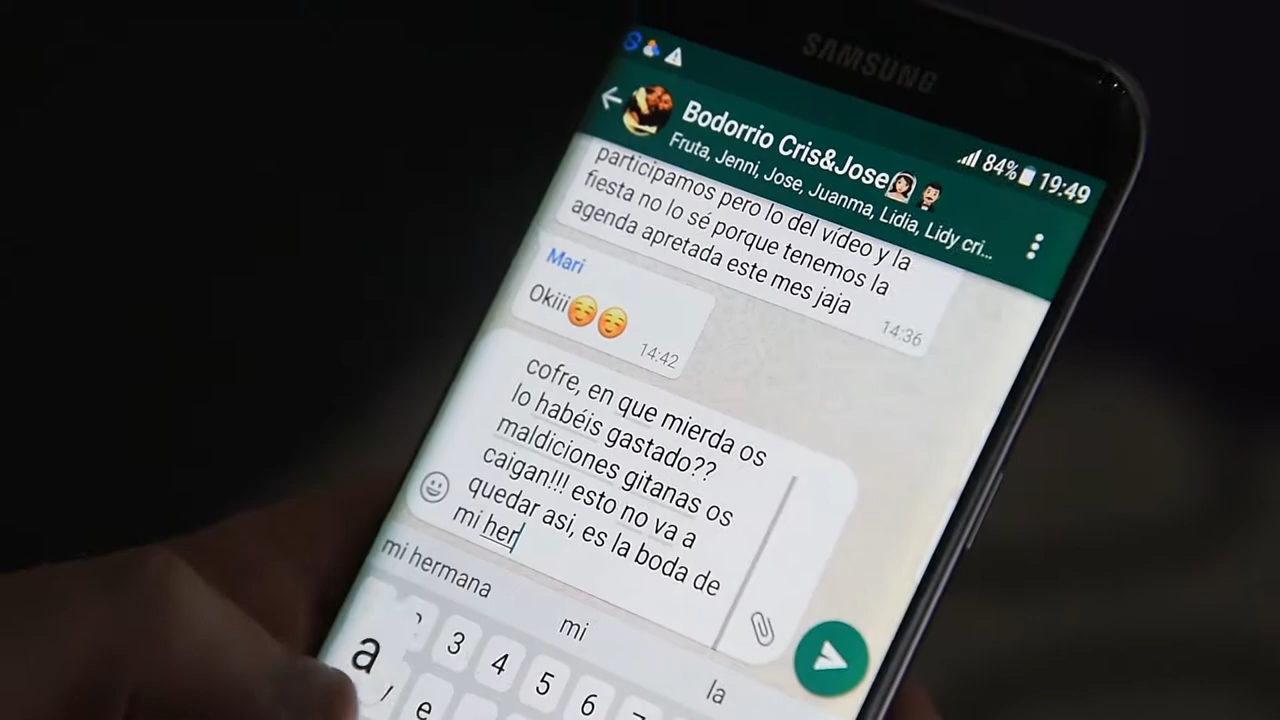 SAMSUNG
84% 19:49
Bodorrio Cris&Jose👰🤵
Fruta, Jenni, Jose, Juanma, Lidia, Lidy cri...
participamos pero lo del vídeo y la
fiesta no lo sé porque tenemos la
agenda apretada este mes jaja
14:36
Mari
Okiii☺️☺️
14:42
cofre, en que mierda os
lo habéis gastado??
maldiciones gitanas os
caigan!!! esto no va a
quedar asi, es la boda de
mi her
mi hermana mi la
3 4 5 6
a
e